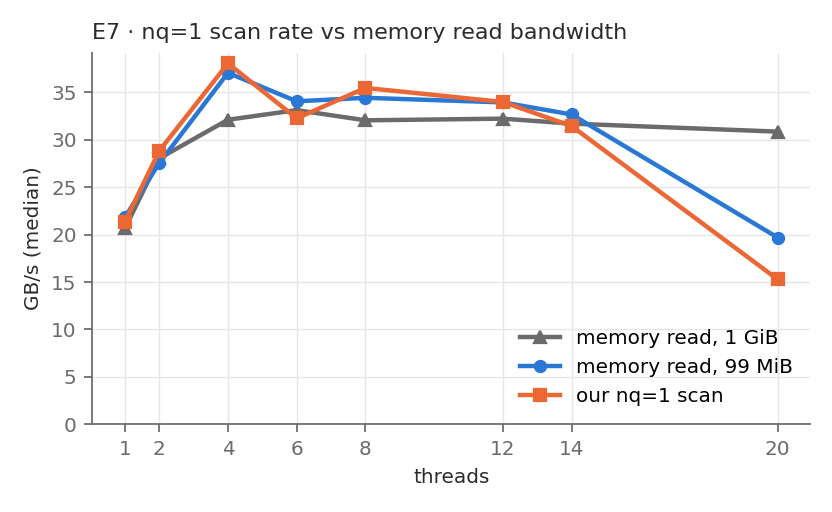 E7 · nq=1 scan rate vs memory read bandwidth
GB/s (median)
35
30
25
20
15
10
5
0
memory read, 1 GiB
memory read, 99 MiB
our nq=1 scan
1 2 4 6 8 12 14 20
threads